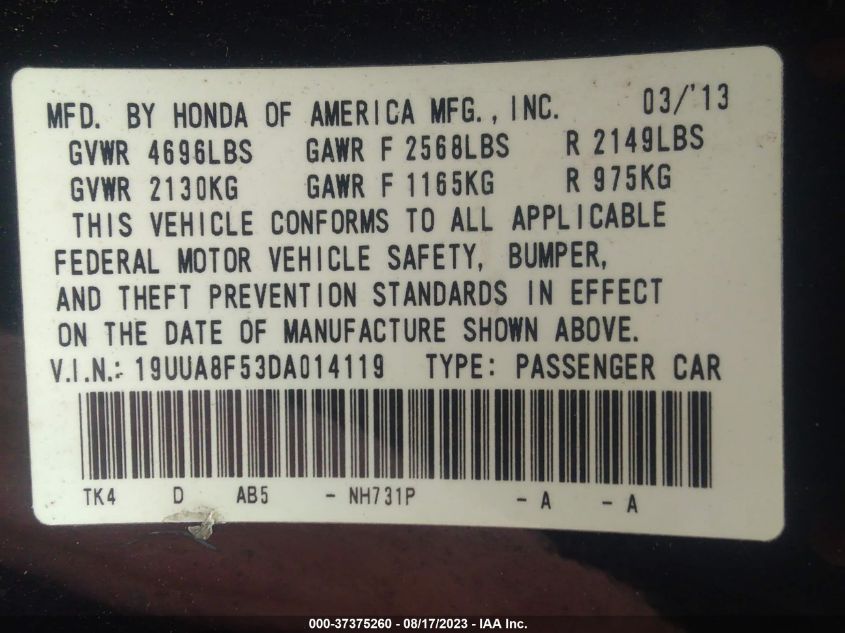 MFD. BY HONDA OF AMERICA MFG., INC. 03/'13
GVWR 4696LBS GAWR F 2568LBS R 2149LBS
GVWR 2130KG GAWR F 1165KG R 975KG
THIS VEHICLE CONFORMS TO ALL APPLICABLE
FEDERAL MOTOR VEHICLE SAFETY, BUMPER,
AND THEFT PREVENTION STANDARDS IN EFFECT
ON THE DATE OF MANUFACTURE SHOWN ABOVE.
V.I.N.: 19UUA8F53DA014119 TYPE: PASSENGER CAR
TK4 D AB5 - NH731P - A - A
000-37375260 - 08/17/2023 - IAA Inc.